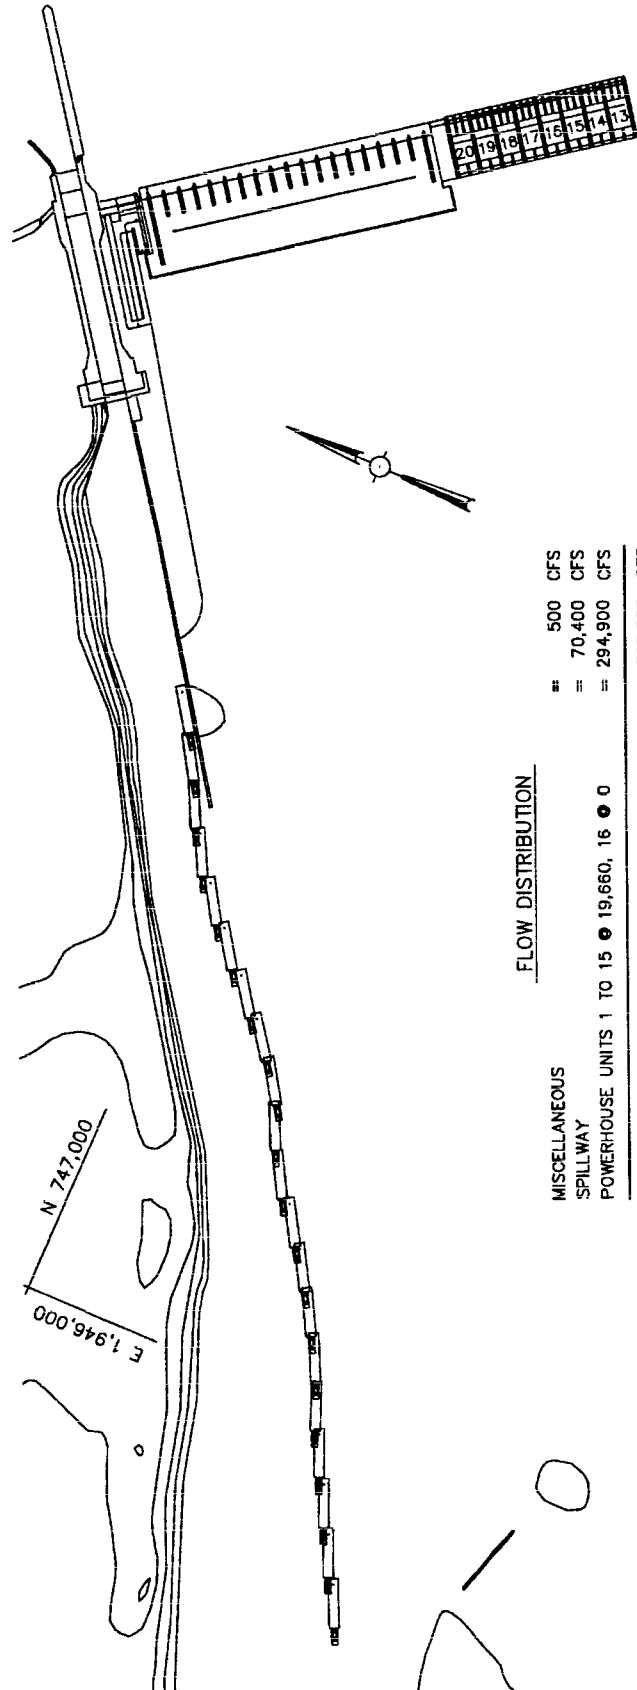 20 19 18 17 16 15 14 13
FLOW DISTRIBUTION
MISCELLANEOUS = 500 CFS
SPILLWAY = 70,400 CFS
POWERHOUSE UNITS 1 TO 15 @ 19,660, 16 @ 0 = 294,900 CFS
N 747,000
E 1,946,000